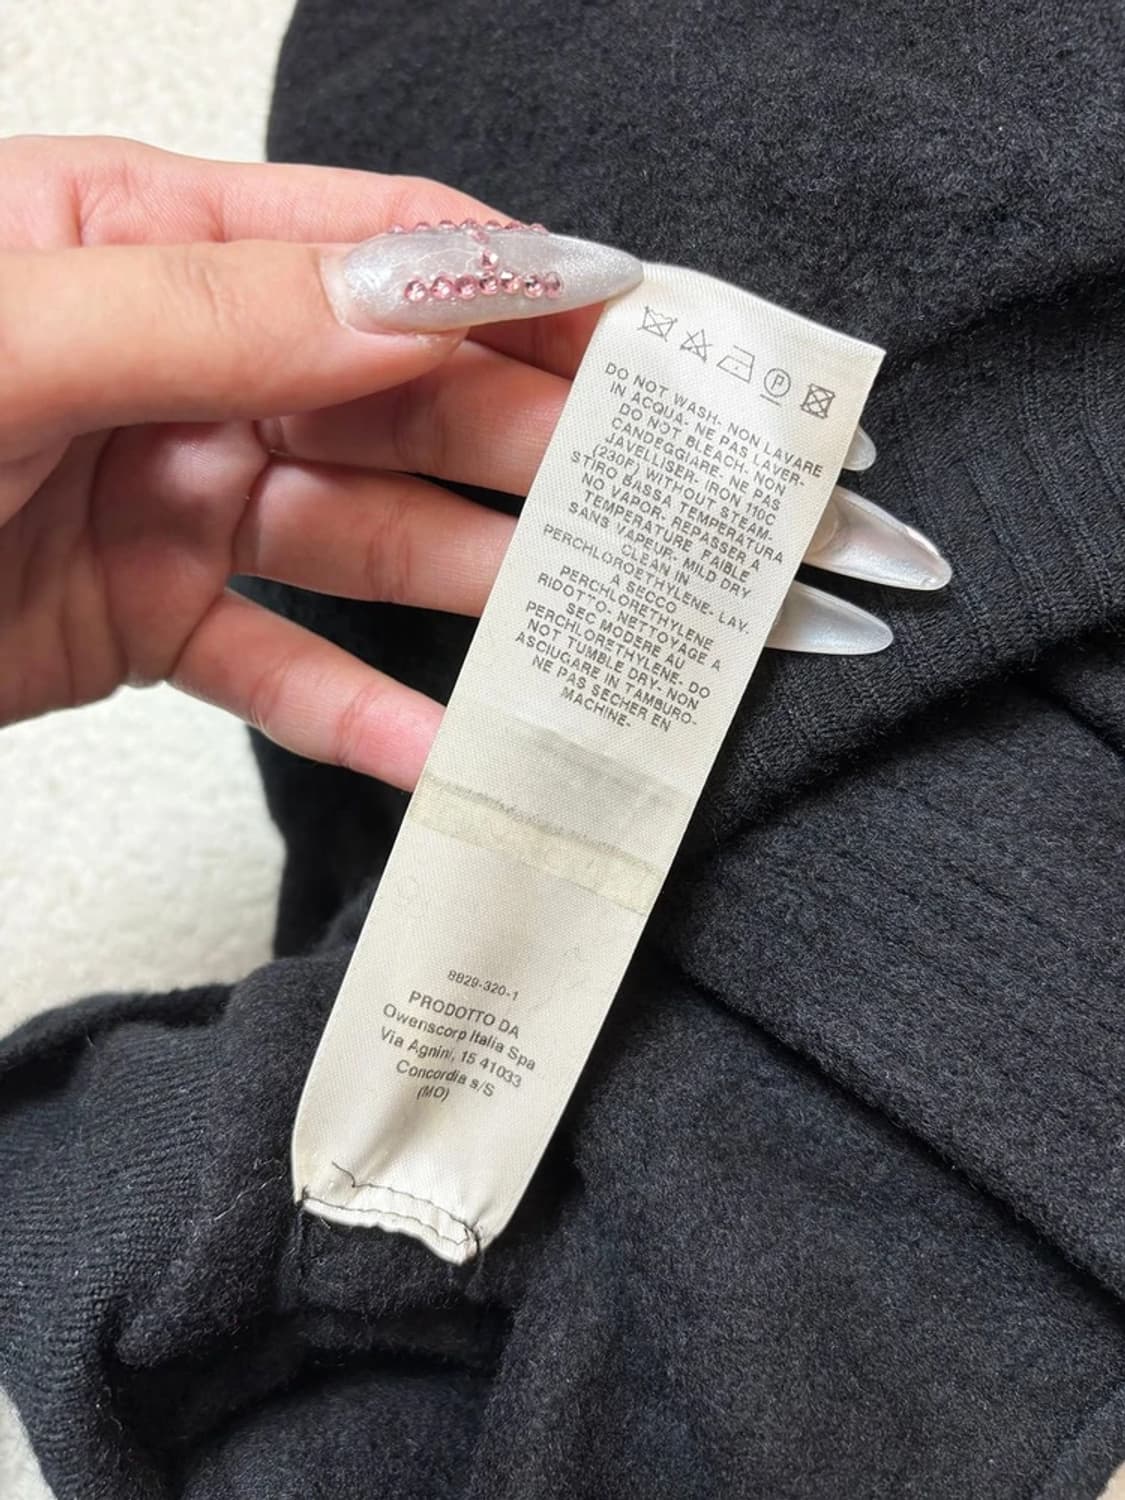 P
DO NOT WASH- NON LAVARE
IN ACQUA- NE PAS LAVER-
DO NOT BLEACH. NON
CANDEGGIARE- NE PAS
JAVELLISER- IRON 110C
(230F) WITHOUT STEAM-
STIRO BASSA TEMPERATURA
NO VAPOR. REPASSER A
TEMPERATURE FAIBLE
SANS VAPEUR- MILD DRY
CLEAN IN
PERCHLOROETHYLENE- LAV.
A SECCO
PERCHLORETHYLENE
RIDOTTO- NETTOYAGE A
SEC MODERE AU
PERCHLORETHYLENE- DO
NOT TUMBLE DRY- NON
ASCIUGARE IN TAMBURO-
NE PAS SECHER EN
MACHINE-
8829-320-1
PRODOTTO DA
Owenscorp Italia Spa
Via Agnini, 15 41033
Concordia s/S
(MO)